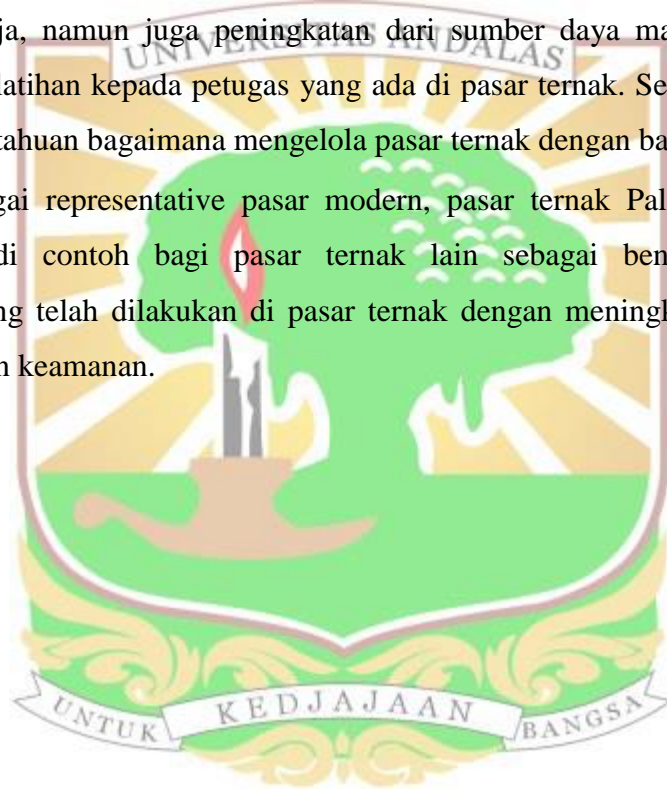 ja, namun juga peningkatan dari sumber daya ma
UNIVERSITAS ANDALAS
latihan kepada petugas yang ada di pasar ternak. Se
tahuan bagaimana mengelola pasar ternak dengan ba
gai representative pasar modern, pasar ternak Pal
di contoh bagi pasar ternak lain sebagai ben
ng telah dilakukan di pasar ternak dengan mening
n keamanan.
UNTUK KEDJAJAAN BANGSA